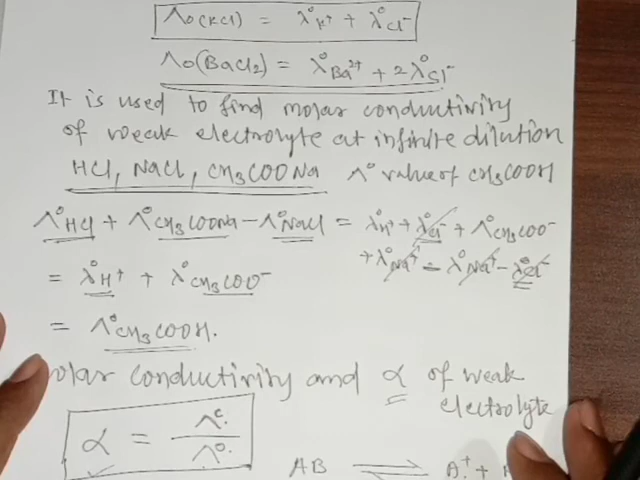 Λo(KCl) = λ°H⁺ + λ°Cl⁻
Λo(BaCl2) = λ°Ba²⁺ + 2λ°Cl⁻
It is used to find molar conductivity
of weak electrolyte at infinite dilution
HCl, NaCl, CH3COONa Λ° value of CH3COOH
Λ°HCl + Λ°CH3COONa - Λ°NaCl = λ°H⁺ + λ°Cl⁻ + Λ°CH3COO⁻
+ λ°Na⁺ - λ°Na⁺ - λ°Cl⁻
= λ°H⁺ + λ°CH3COO⁻
= Λ°CH3COOH.
olar conductivity and α of weak
electrolyte
α = Λc. / Λo.
AB ⇌ A⁺ +